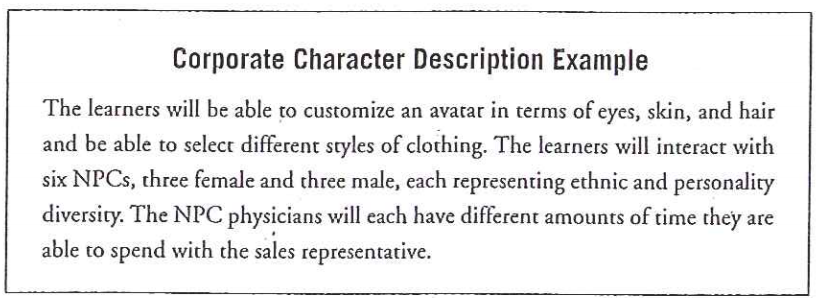 Corporate Character Description Example
The learners will be able to customize an avatar in terms of eyes, skin, and hair
and be able to select different styles of clothing. The learners will interact with
six NPCs, three female and three male, each representing ethnic and personality
diversity. The NPC physicians will each have different amounts of time they are
able to spend with the sales representative.